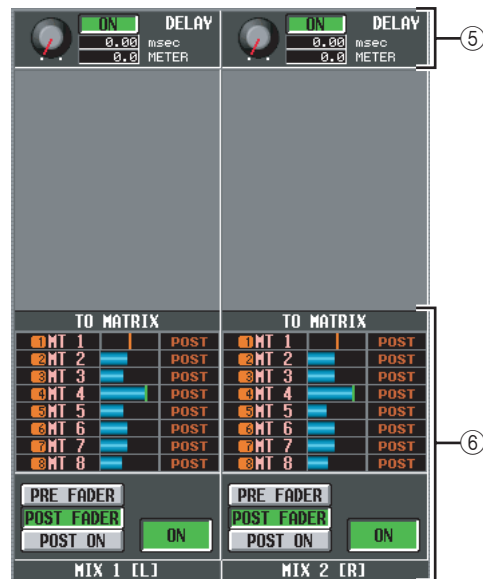 ON DELAY ON DELAY
0.00 msec 0.00 msec
0.0 METER 0.0 METER
5
TO MATRIX TO MATRIX
1 MT 1 POST 1 MT 1 POST
2 MT 2 POST 2 MT 2 POST
3 MT 3 POST 3 MT 3 POST
4 MT 4 POST 4 MT 4 POST
5 MT 5 POST 5 MT 5 POST
6 MT 6 POST 6 MT 6 POST
7 MT 7 POST 7 MT 7 POST
8 MT 8 POST 8 MT 8 POST
6
PRE FADER PRE FADER
POST FADER POST FADER
POST ON ON POST ON ON
MIX 1 [L] MIX 2 [R]